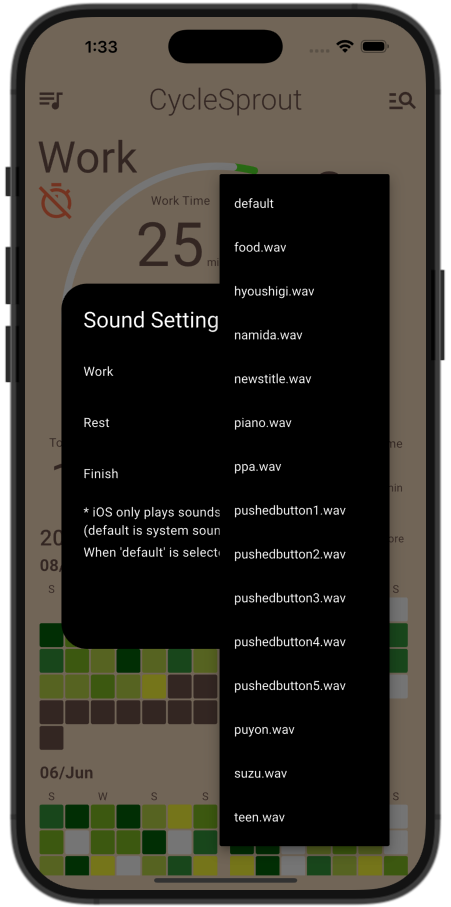 1:33
CycleSprout
Work
Work Time
25
default
food.wav
hyoushigi.wav
namida.wav
newstitle.wav
piano.wav
ppa.wav
pushedbutton1.wav
pushedbutton2.wav
pushedbutton3.wav
pushedbutton4.wav
pushedbutton5.wav
puyon.wav
suzu.wav
teen.wav
Sound Setting
Work
Rest
Finish
* iOS only plays sounds
(default is system
When 'default' is
S
S
06/Jun
S W S S
S